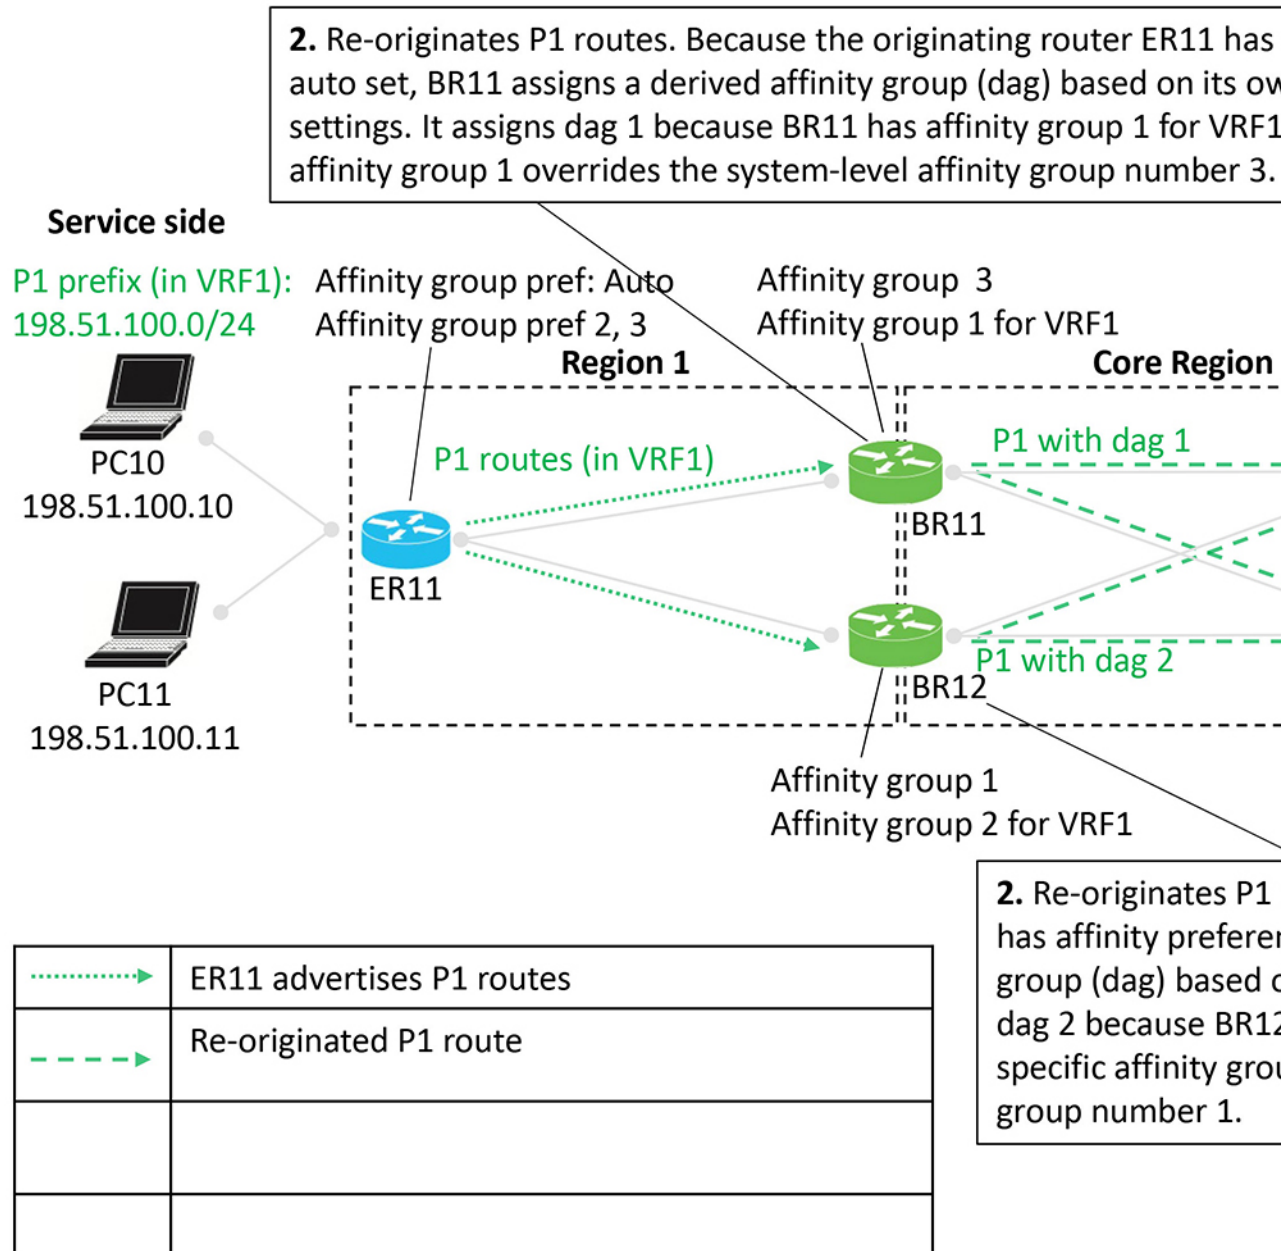 2. Re-originates P1 routes. Because the originating router ER11 has
auto set, BR11 assigns a derived affinity group (dag) based on its
settings. It assigns dag 1 because BR11 has affinity group 1 for VRF1
affinity group 1 overrides the system-level affinity group number 3.
Service side
P1 prefix (in VRF1):
198.51.100.0/24
Affinity group pref: Auto
Affinity group pref 2, 3
Affinity group 3
Affinity group 1 for VRF1
Region 1
Core Region
PC10
198.51.100.10
P1 routes (in VRF1)
P1 with dag 1
BR11
ER11
PC11
198.51.100.11
P1 with dag 2
BR12
Affinity group 1
Affinity group 2 for VRF1
2. Re-originates P1
has affinity
group (dag) based
dag 2 because
specific affinity
group number 1.
ER11 advertises P1 routes
Re-originated P1 route